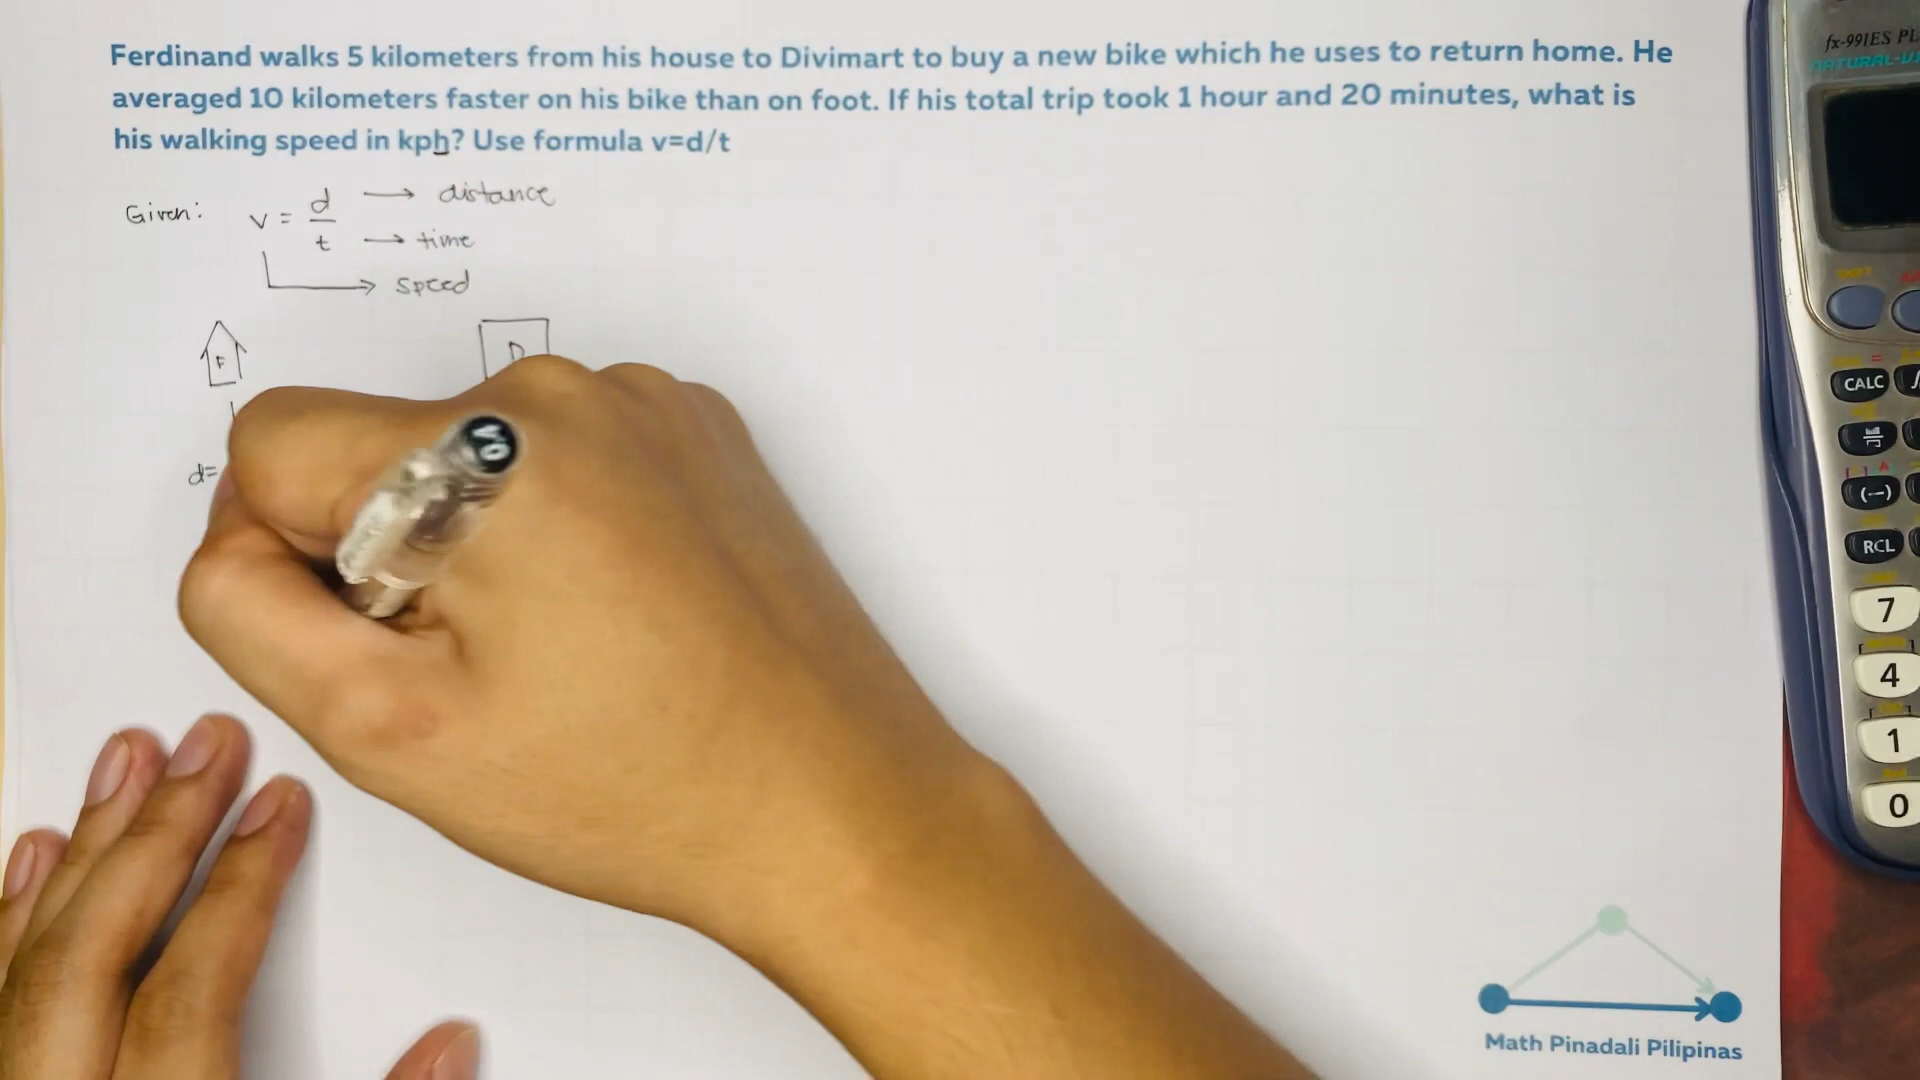 Ferdinand walks 5 kilometers from his house to Divimart to buy a new bike which he uses to return home. He
averaged 10 kilometers faster on his bike than on foot. If his total trip took 1 hour and 20 minutes, what is
his walking speed in kph? Use formula v=d/t
Given: v = d/t
d → distance
t → time
→ speed
F
D
d=
VO
fx-991ES PL
CALC
(−)
RCL
7
4
1
0
Math Pinadali Pilipinas